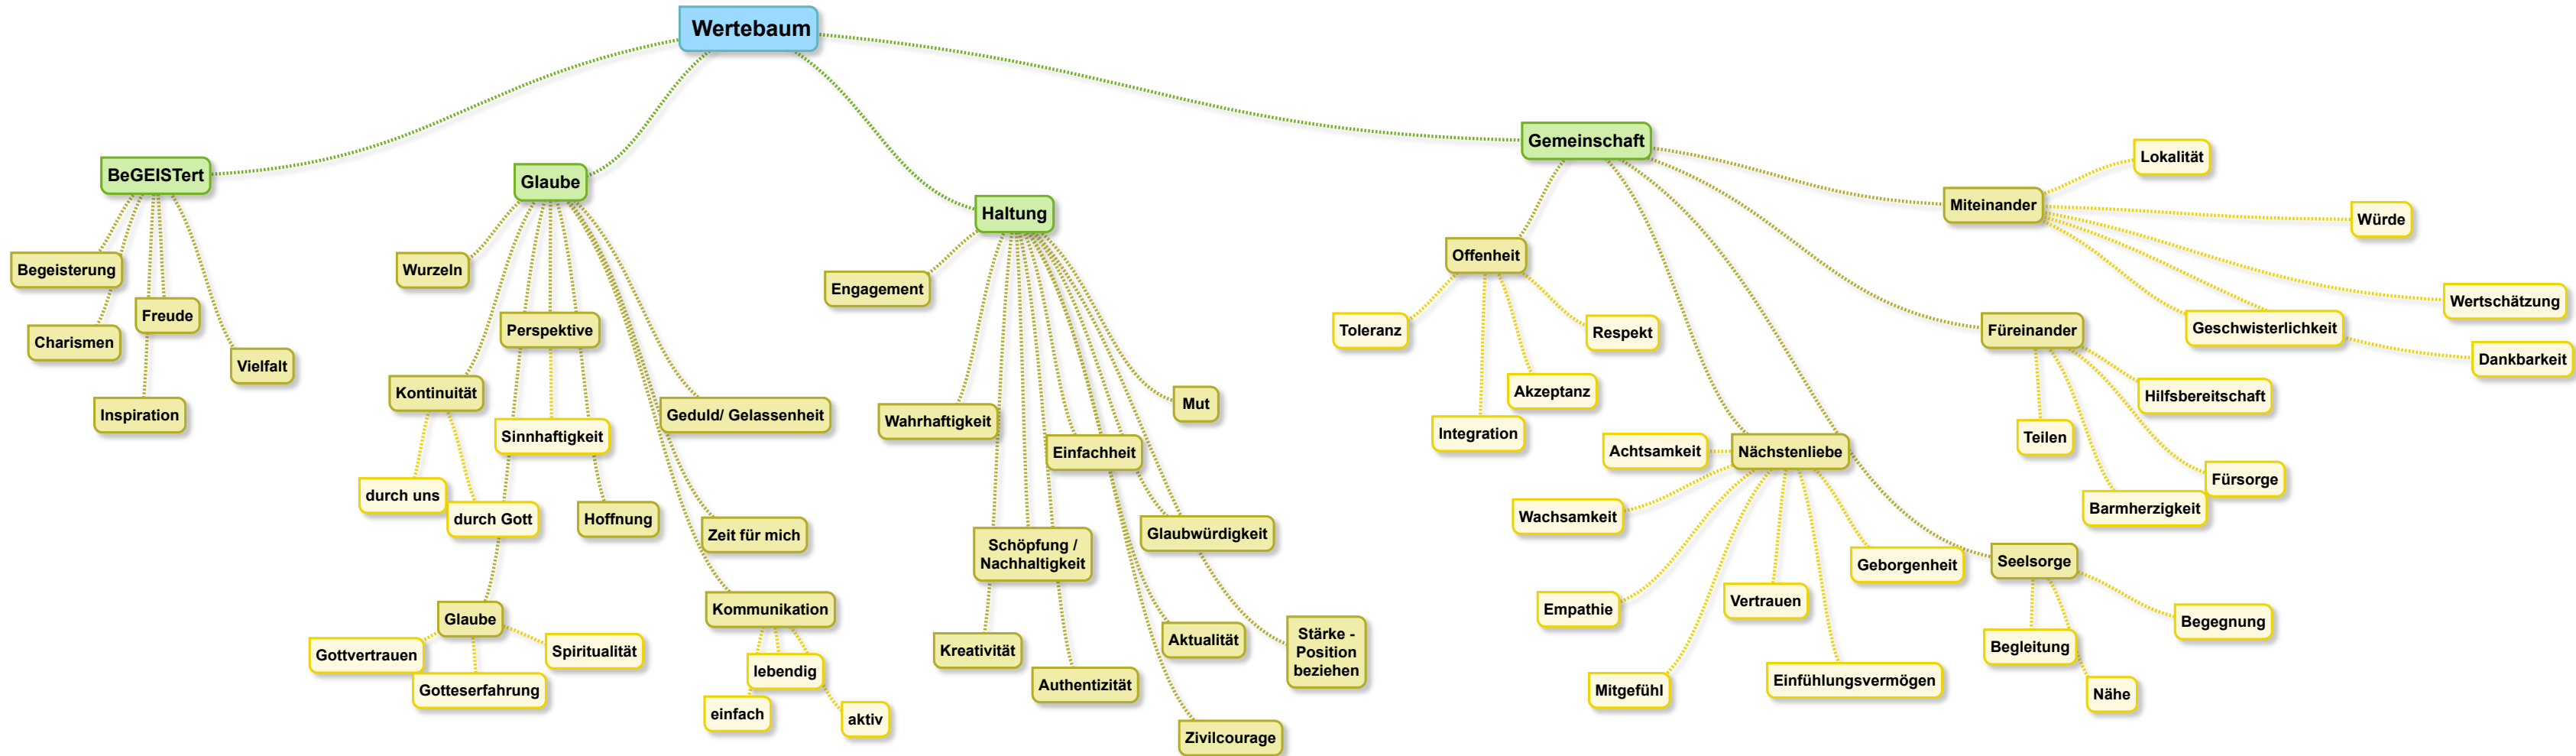 Wertebaum
BeGEISTert
Begeisterung
Charismen
Freude
Inspiration
Vielfalt
Glaube
Wurzeln
Kontinuität
durch uns
durch Gott
Perspektive
Sinnhaftigkeit
Glaube
Gottvertrauen
Gotteserfahrung
Spiritualität
Hoffnung
Geduld/ Gelassenheit
Zeit für mich
Kommunikation
einfach
lebendig
aktiv
Haltung
Engagement
Wahrhaftigkeit
Kreativität
Schöpfung /
Nachhaltigkeit
Authentizität
Einfachheit
Glaubwürdigkeit
Aktualität
Zivilcourage
Stärke -
Position
beziehen
Mut
Gemeinschaft
Offenheit
Toleranz
Integration
Akzeptanz
Respekt
Nächstenliebe
Achtsamkeit
Wachsamkeit
Empathie
Mitgefühl
Vertrauen
Einfühlungsvermögen
Geborgenheit
Seelsorge
Begleitung
Nähe
Begegnung
Füreinander
Teilen
Barmherzigkeit
Fürsorge
Hilfsbereitschaft
Miteinander
Lokalität
Würde
Wertschätzung
Geschwisterlichkeit
Dankbarkeit